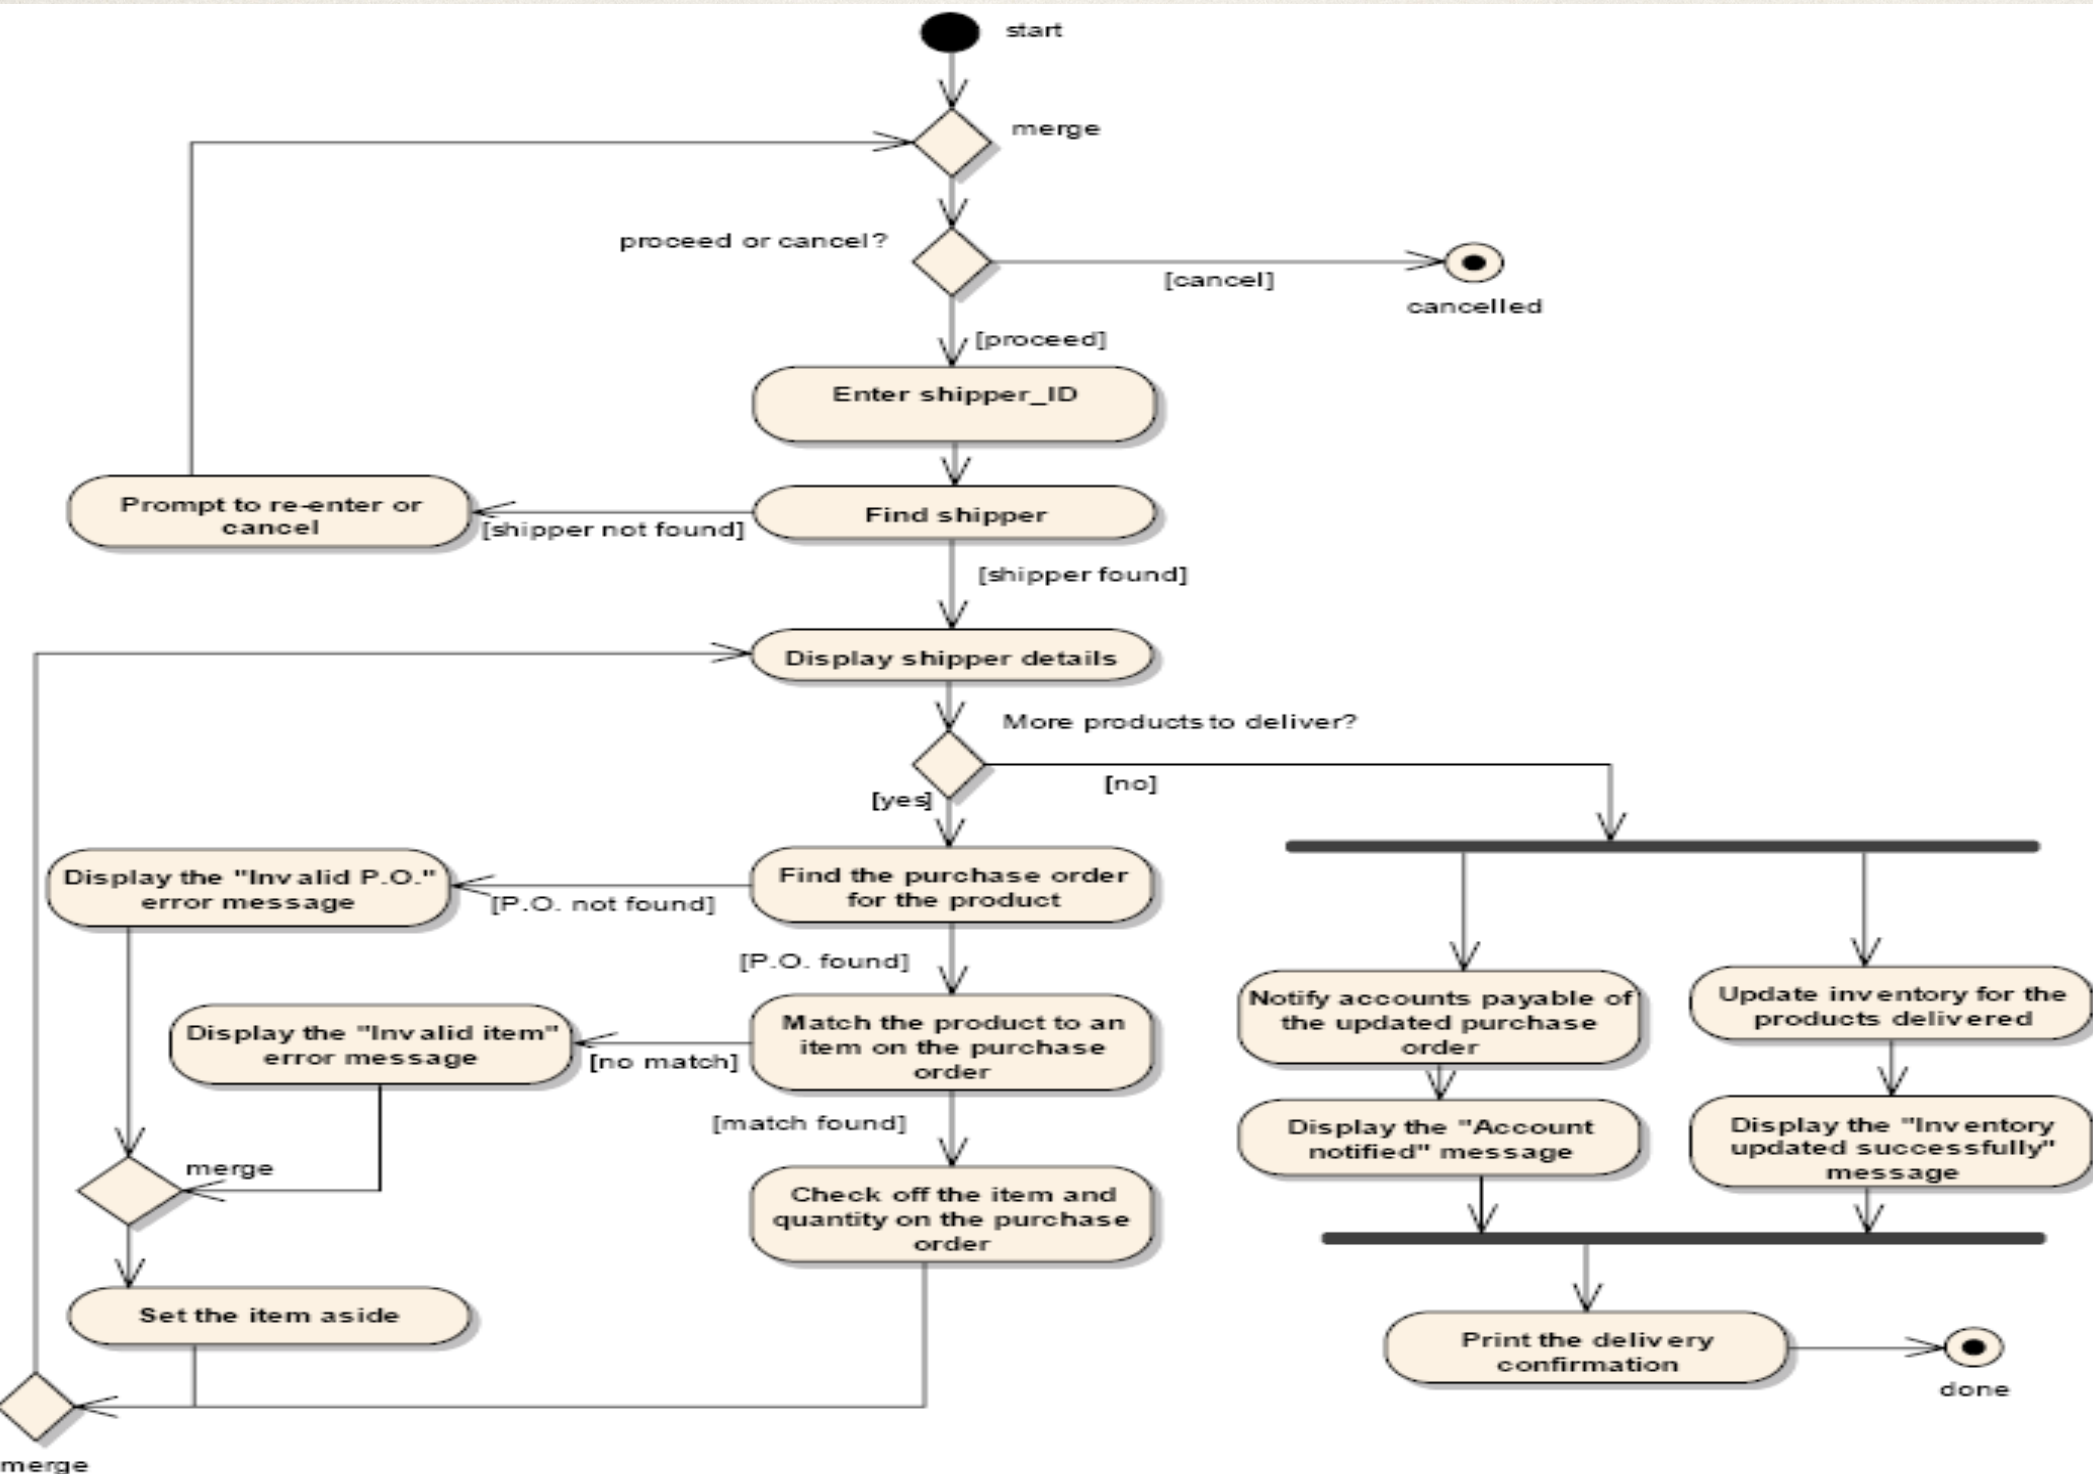 start
merge
proceed or cancel?
[cancel]
cancelled
[proceed]
Enter shipper_ID
Prompt to re-enter or
cancel
[shipper not found]
Find shipper
[shipper found]
Display shipper details
More products to deliver?
[no]
[yes]
Display the "Invalid P.O."
error message
[P.O. not found]
Find the purchase order
for the product
[P.O. found]
Display the "Invalid item"
error message
[no match]
Match the product to an
item on the purchase
order
Notify accounts payable of
the updated purchase
order
Update inventory for the
products delivered
[match found]
Display the "Account
notified" message
Display the "Inventory
updated successfully"
message
merge
Check off the item and
quantity on the purchase
order
Set the item aside
Print the delivery
confirmation
done
merge